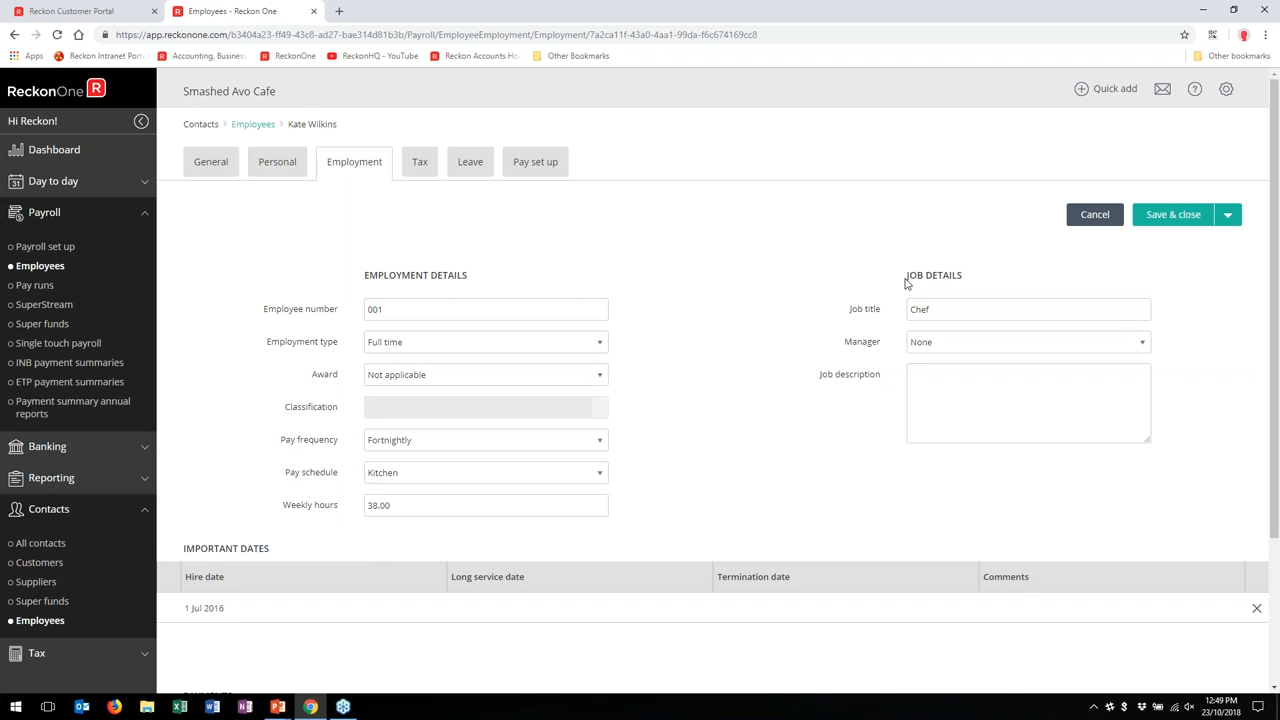 Reckon Customer Portal
Employees - Reckon One
https://app.reckonone.com/b3404a23-ff49-43c8-ad27-bae314d81b3b/Payroll/EmployeeEmployment/Employment/7a2ca11f-43a0-4aa1-99da-f6c674169cc8
Apps
Reckon Intranet Port
Accounting, Business
ReckonOne
ReckonHQ - YouTube
Reckon Accounts Ho
Other Bookmarks
Other bookmarks
ReckonOne R
Smashed Avo Cafe
Quick add
Hi Reckon!
Contacts > Employees > Kate Wilkins
Dashboard
31 Day to day
Payroll
Payroll set up
Employees
Pay runs
SuperStream
Super funds
Single touch payroll
INB payment summaries
ETP payment summaries
Payment summary annual
reports
Banking
Reporting
Contacts
All contacts
Customers
Suppliers
Super funds
Employees
Tax
General
Personal
Employment
Tax
Leave
Pay set up
Cancel
Save & close
EMPLOYMENT DETAILS
Employee number 001
Employment type Full time
Award Not applicable
Classification
Pay frequency Fortnightly
Pay schedule Kitchen
Weekly hours 38.00
JOB DETAILS
Job title Chef
Manager None
Job description
IMPORTANT DATES
Hire date Long service date Termination date Comments
1 Jul 2016
12:49 PM
23/10/2018